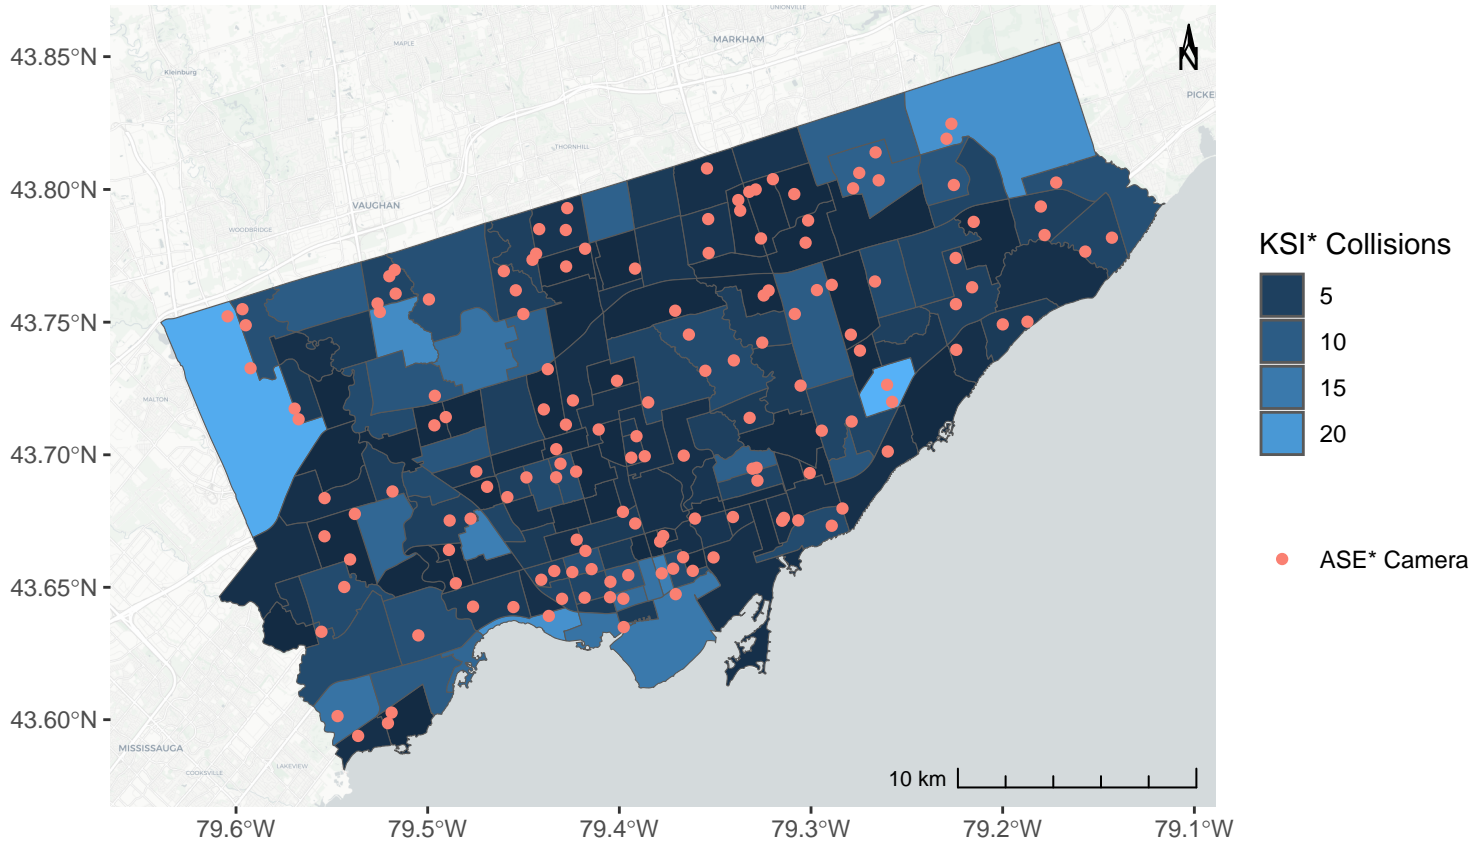 UNIONVILLE
MARKHAM
MAPLE
Kleinburg
N
PICKE
THORNHILL
VAUGHAN
WOODBRIDGE
MALTON
MISSISSAUGA
COOKSVILLE
LAKEVIEW
10 km
43.85°N
43.80°N
43.75°N
43.70°N
43.65°N
43.60°N
79.6°W
79.5°W
79.4°W
79.3°W
79.2°W
79.1°W
KSI* Collisions
5
10
15
20
ASE* Camera